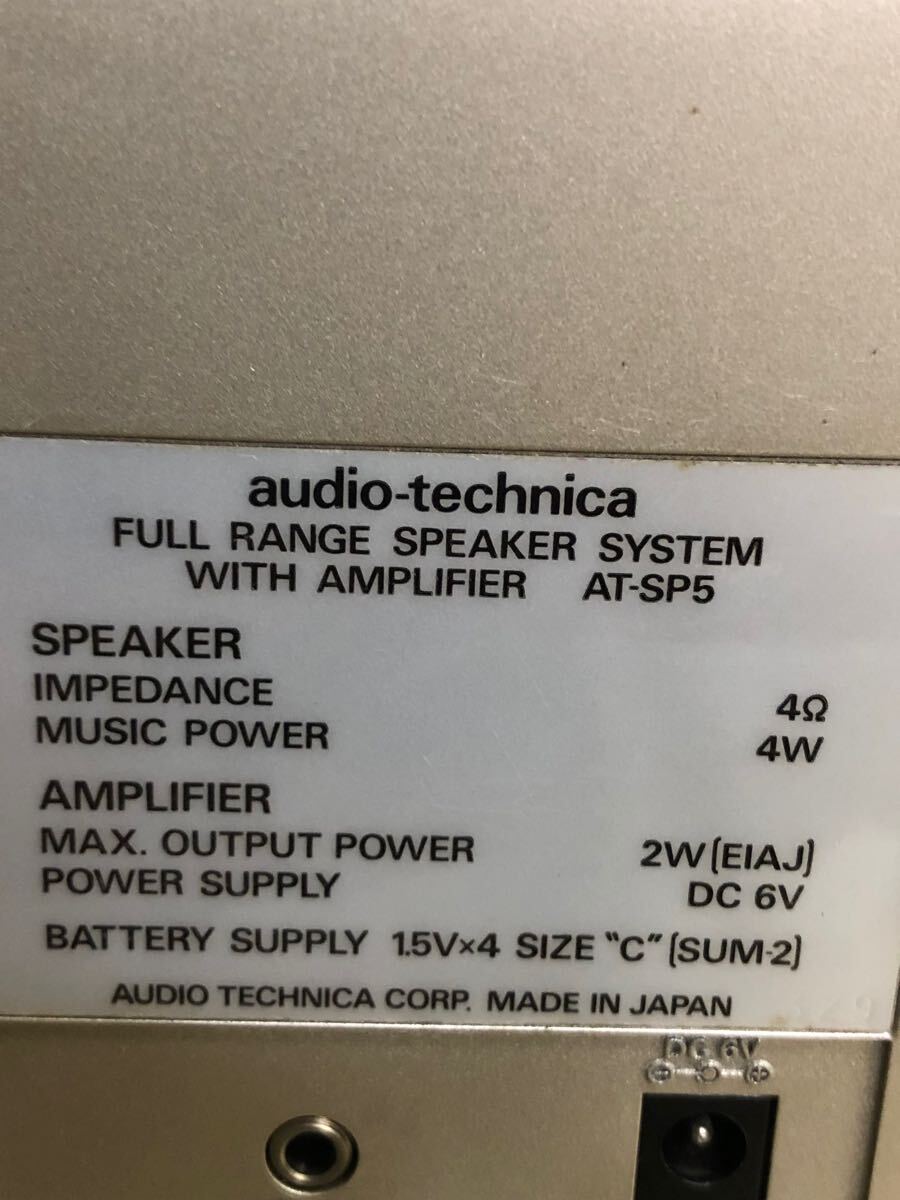 audio-technica
FULL RANGE SPEAKER SYSTEM
WITH AMPLIFIER AT-SP5
SPEAKER
IMPEDANCE 4Ω
MUSIC POWER 4W
AMPLIFIER
MAX. OUTPUT POWER 2W(EIAJ)
POWER SUPPLY DC 6V
BATTERY SUPPLY 1.5V×4 SIZE "C" (SUM-2)
AUDIO TECHNICA CORP. MADE IN JAPAN
DC 6V